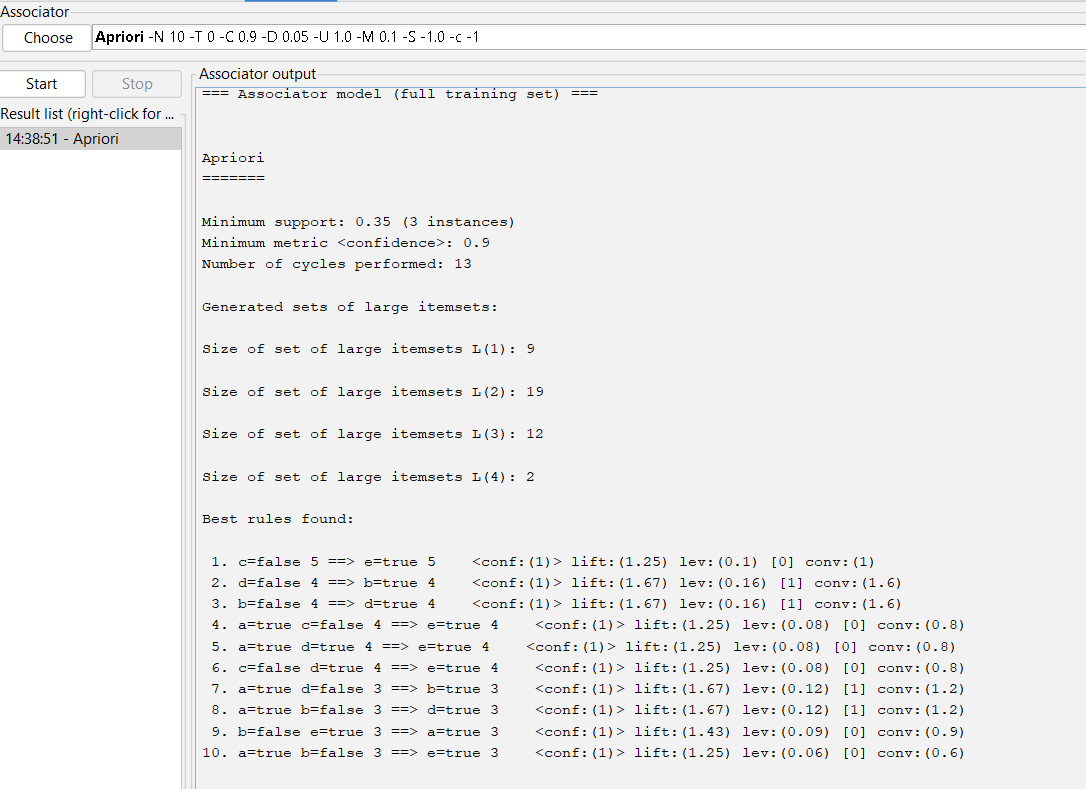 Associator
Choose Apriori -N 10 -T 0 -C 0.9 -D 0.05 -U 1.0 -M 0.1 -S -1.0 -c -1
Start Stop
Result list (right-click for ...
14:38:51 - Apriori
Associator output
=== Associator model (full training set) ===
Apriori
=======
Minimum support: 0.35 (3 instances)
Minimum metric <confidence>: 0.9
Number of cycles performed: 13
Generated sets of large itemsets:
Size of set of large itemsets L(1): 9
Size of set of large itemsets L(2): 19
Size of set of large itemsets L(3): 12
Size of set of large itemsets L(4): 2
Best rules found:
1. c=false 5 ==> e=true 5 <conf:(1)> lift:(1.25) lev:(0.1) [0] conv:(1)
2. d=false 4 ==> b=true 4 <conf:(1)> lift:(1.67) lev:(0.16) [1] conv:(1.6)
3. b=false 4 ==> d=true 4 <conf:(1)> lift:(1.67) lev:(0.16) [1] conv:(1.6)
4. a=true c=false 4 ==> e=true 4 <conf:(1)> lift:(1.25) lev:(0.08) [0] conv:(0.8)
5. a=true d=true 4 ==> e=true 4 <conf:(1)> lift:(1.25) lev:(0.08) [0] conv:(0.8)
6. c=false d=true 4 ==> e=true 4 <conf:(1)> lift:(1.25) lev:(0.08) [0] conv:(0.8)
7. a=true d=false 3 ==> b=true 3 <conf:(1)> lift:(1.67) lev:(0.12) [1] conv:(1.2)
8. a=true b=false 3 ==> d=true 3 <conf:(1)> lift:(1.67) lev:(0.12) [1] conv:(1.2)
9. b=false e=true 3 ==> a=true 3 <conf:(1)> lift:(1.43) lev:(0.09) [0] conv:(0.9)
10. a=true b=false 3 ==> e=true 3 <conf:(1)> lift:(1.25) lev:(0.06) [0] conv:(0.6)